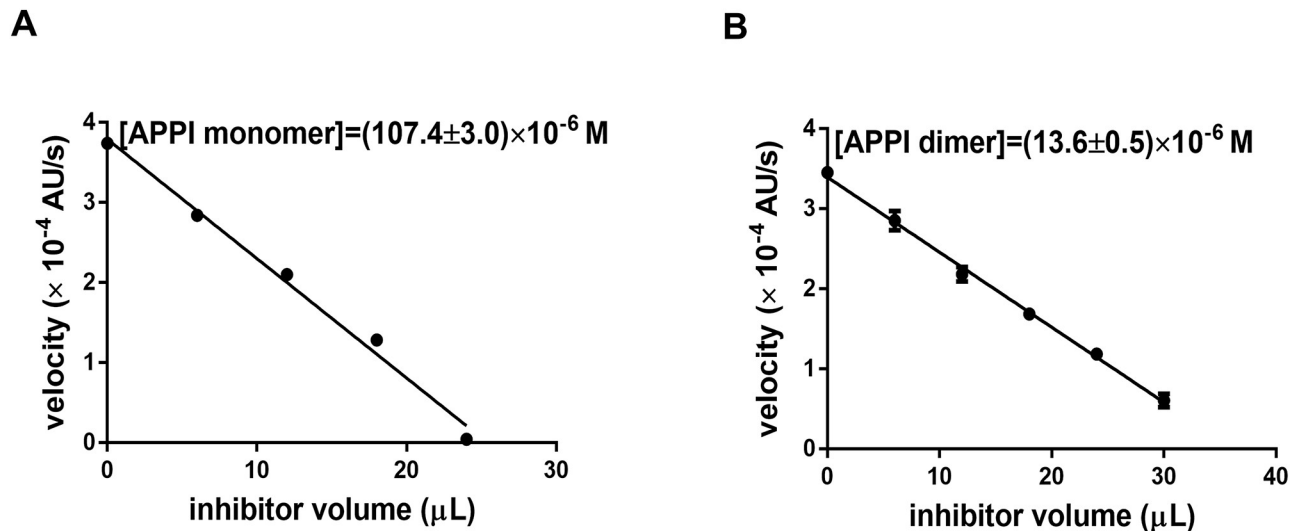 A
[APPI monomer]=(107.4±3.0)×10⁻⁶ M
velocity (× 10⁻⁴ AU/s)
4
3
2
1
0
0 10 20 30
inhibitor volume (μL)
B
[APPI dimer]=(13.6±0.5)×10⁻⁶ M
velocity (× 10⁻⁴ AU/s)
4
3
2
1
0
0 10 20 30 40
inhibitor volume (μL)